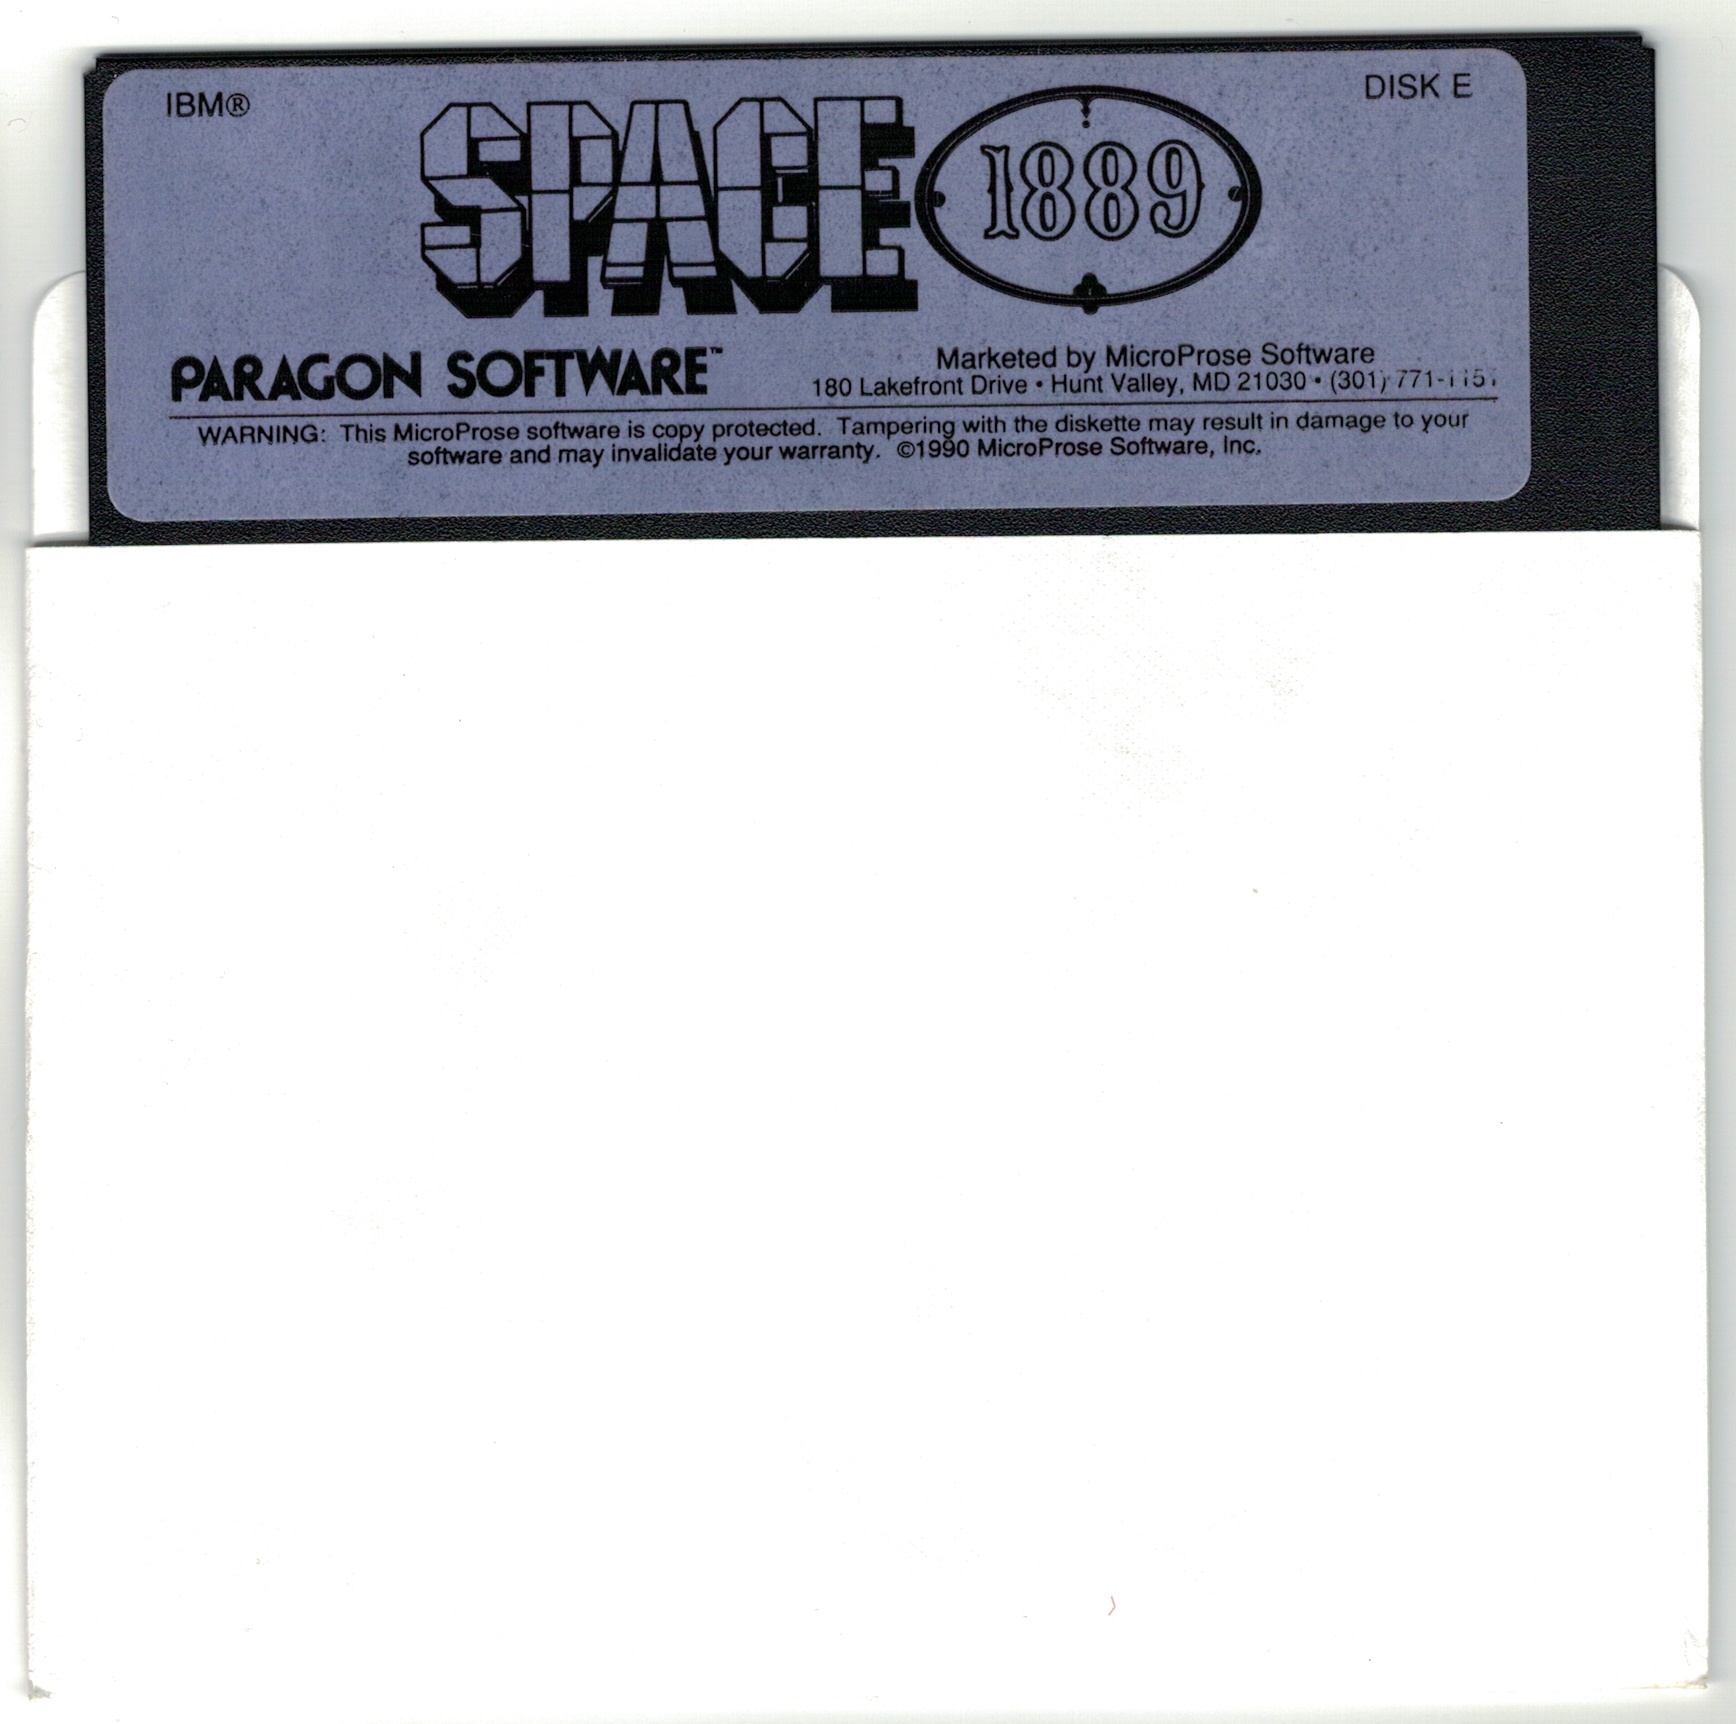 IBM®
DISK E
SPACE 1889
PARAGON SOFTWARE™
Marketed by MicroProse Software
180 Lakefront Drive • Hunt Valley, MD 21030 • (301)
WARNING: This MicroProse software is copy protected. Tampering with the diskette may result in damage to your
software and may invalidate your warranty. ©1990 MicroProse Software, Inc.